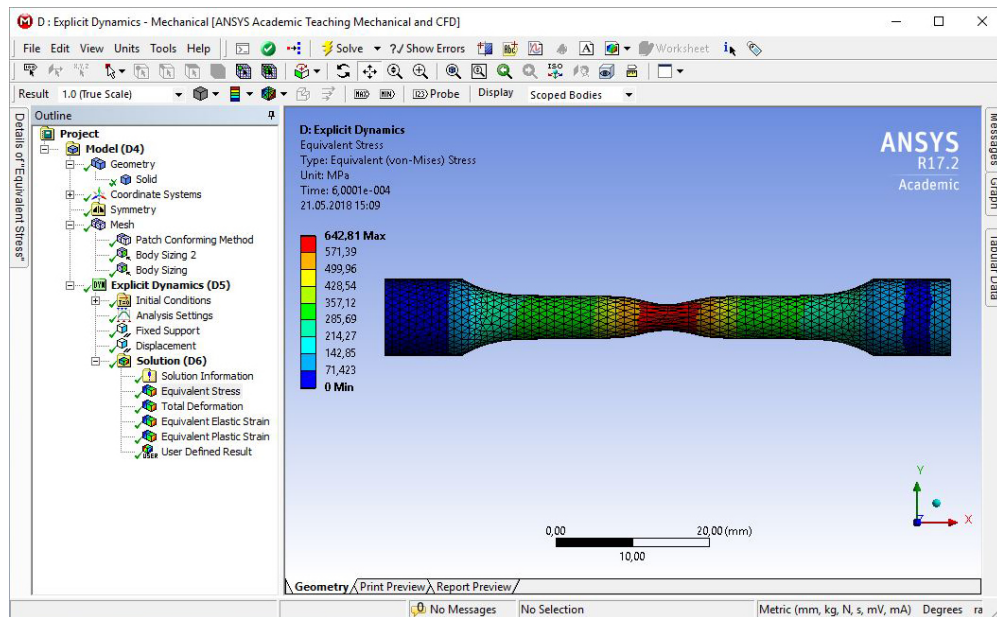 D : Explicit Dynamics - Mechanical [ANSYS Academic Teaching Mechanical and CFD]
File Edit View Units Tools Help Solve ?/ Show Errors Worksheet
Result 1.0 (True Scale) Probe Display Scoped Bodies
Outline
Details of "Equivalent Stress"
Project
Model (D4)
Geometry
Solid
Coordinate Systems
Symmetry
Mesh
Patch Conforming Method
Body Sizing 2
Body Sizing
Explicit Dynamics (D5)
Initial Conditions
Analysis Settings
Fixed Support
Displacement
Solution (D6)
Solution Information
Equivalent Stress
Total Deformation
Equivalent Elastic Strain
Equivalent Plastic Strain
User Defined Result
D: Explicit Dynamics
Equivalent Stress
Type: Equivalent (von-Mises) Stress
Unit: MPa
Time: 6,0001e-004
21.05.2018 15:09
642,81 Max
571,39
499,96
428,54
357,12
285,69
214,27
142,85
71,423
0 Min
ANSYS
R17.2
Academic
0,00
20,00 (mm)
10,00
Y
X
Z
Messages
Graph
Tabular Data
Geometry Print Preview Report Preview
0 No Messages No Selection Metric (mm, kg, N, s, mV, mA) Degrees ra